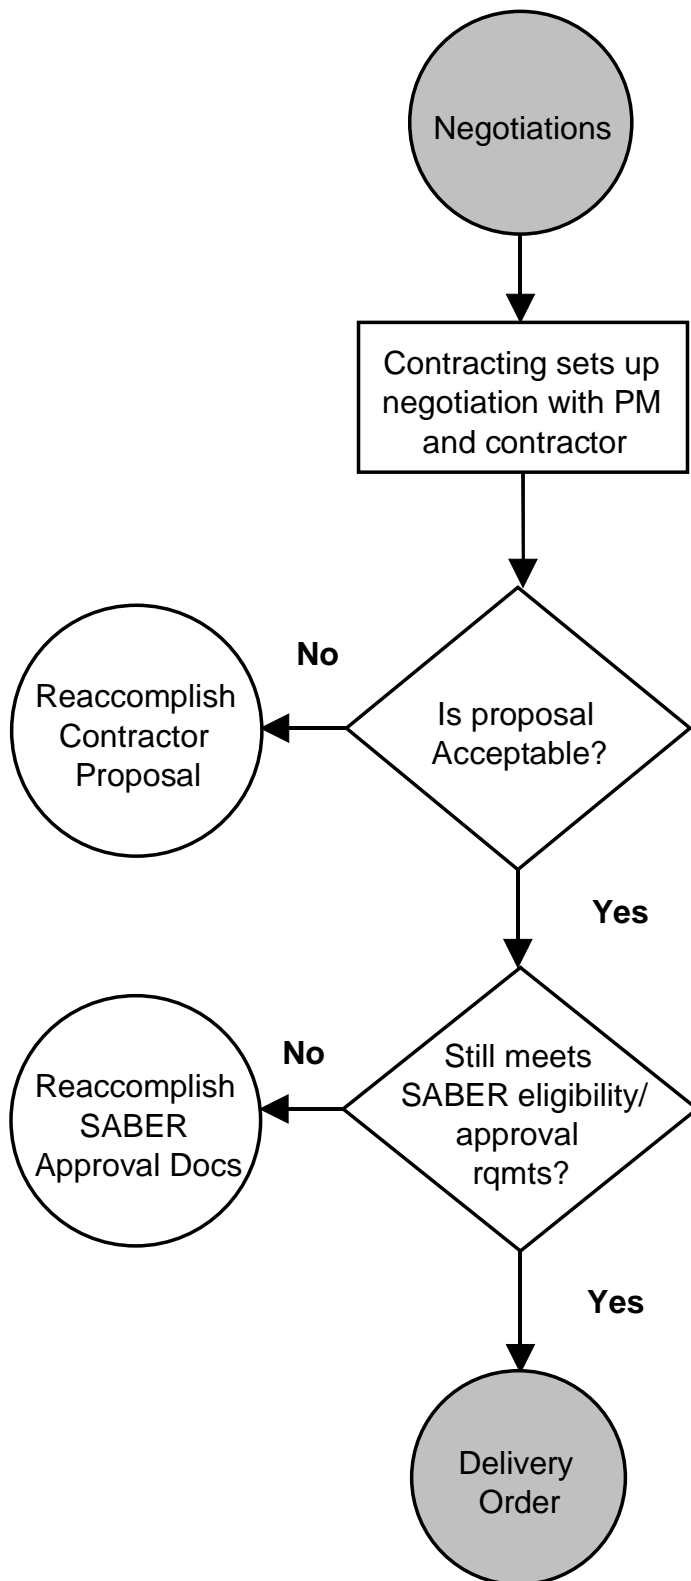 Negotiations
Contracting sets up
negotiation with PM
and contractor
No
Reaccomplish
Contractor
Proposal
Is proposal
Acceptable?
Yes
No
Reaccomplish
SABER
Approval Docs
Still meets
SABER eligibility/
approval
rqmts?
Yes
Delivery
Order